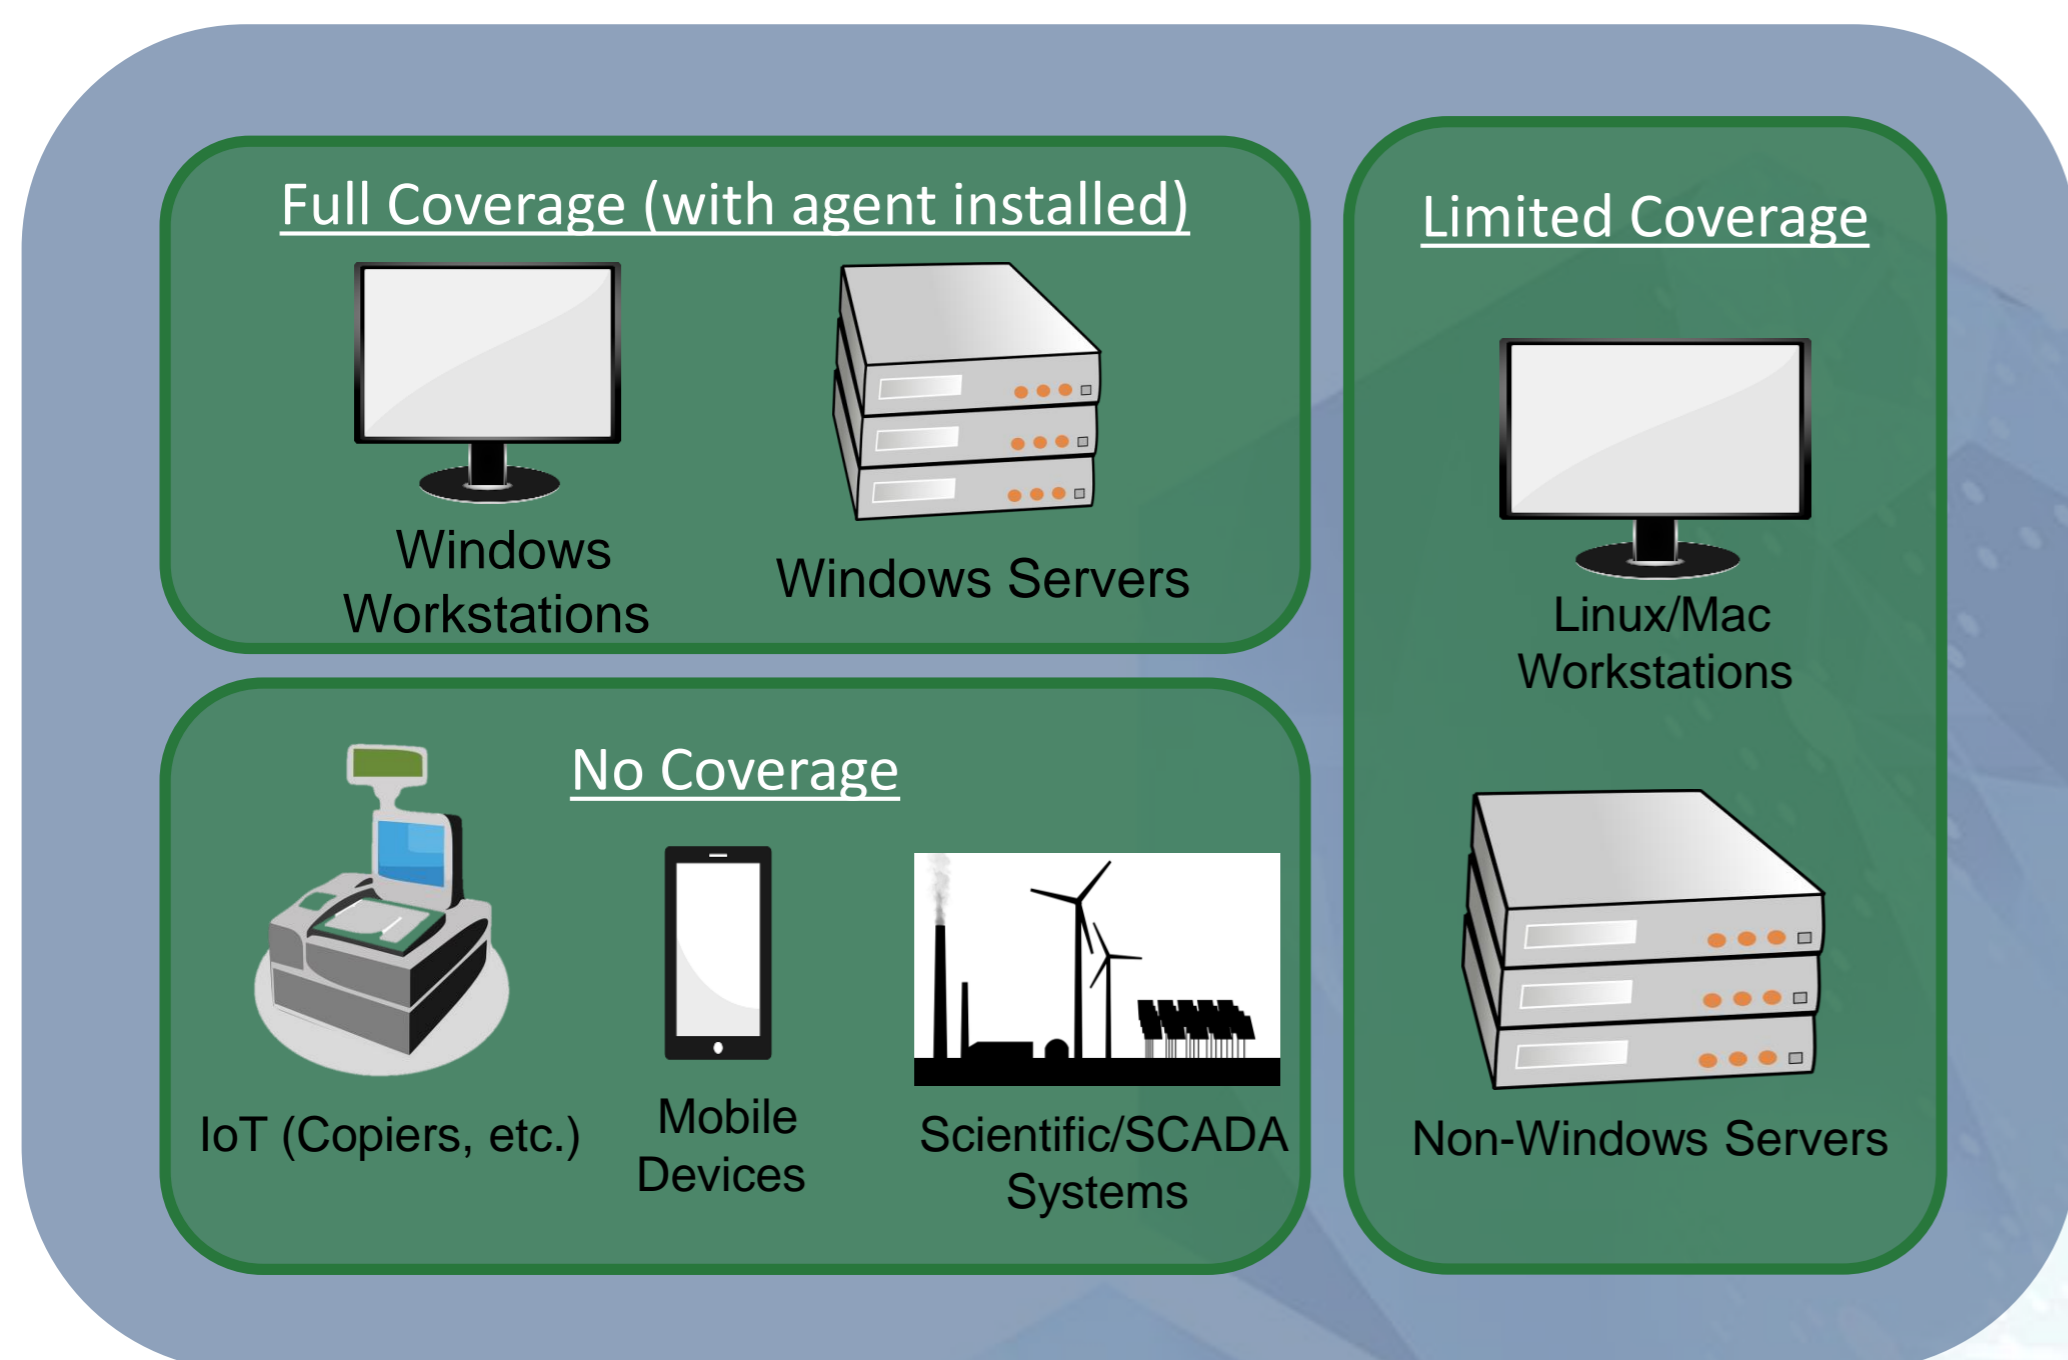 Full Coverage (with agent installed)
Windows
Workstations
Windows Servers
No Coverage
IoT (Copiers, etc.)
Mobile
Devices
Scientific/SCADA
Systems
Limited Coverage
Linux/Mac
Workstations
Non-Windows Servers